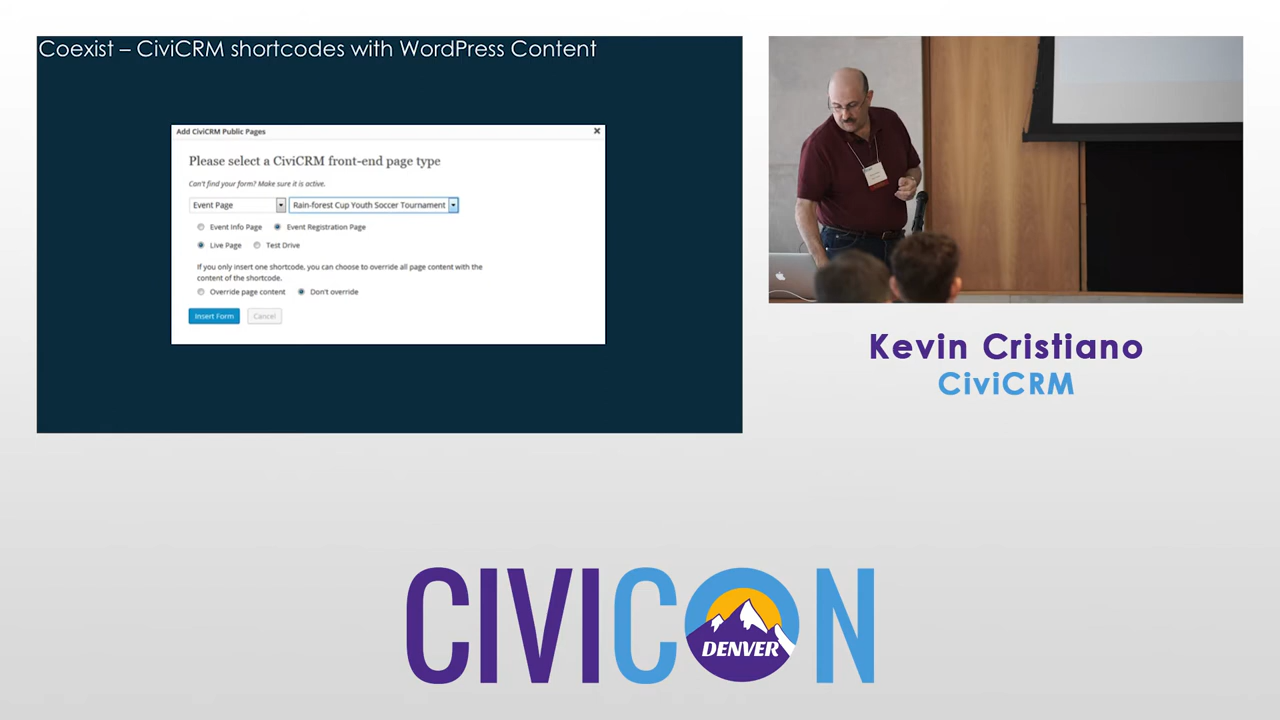 Coexist – CiviCRM shortcodes with WordPress Content
Add CiviCRM Public Pages
Please select a CiviCRM front-end page type
Can't find your form? Make sure it is active.
Event Page Rain-forest Cup Youth Soccer Tournament
Event Info Page Event Registration Page
Live Page Test Drive
If you only insert one shortcode, you can choose to override all page content with the
content of the shortcode.
Override page content Don't override
Insert Form Cancel
Kevin Cristiano
CiviCRM
CIVICON
DENVER